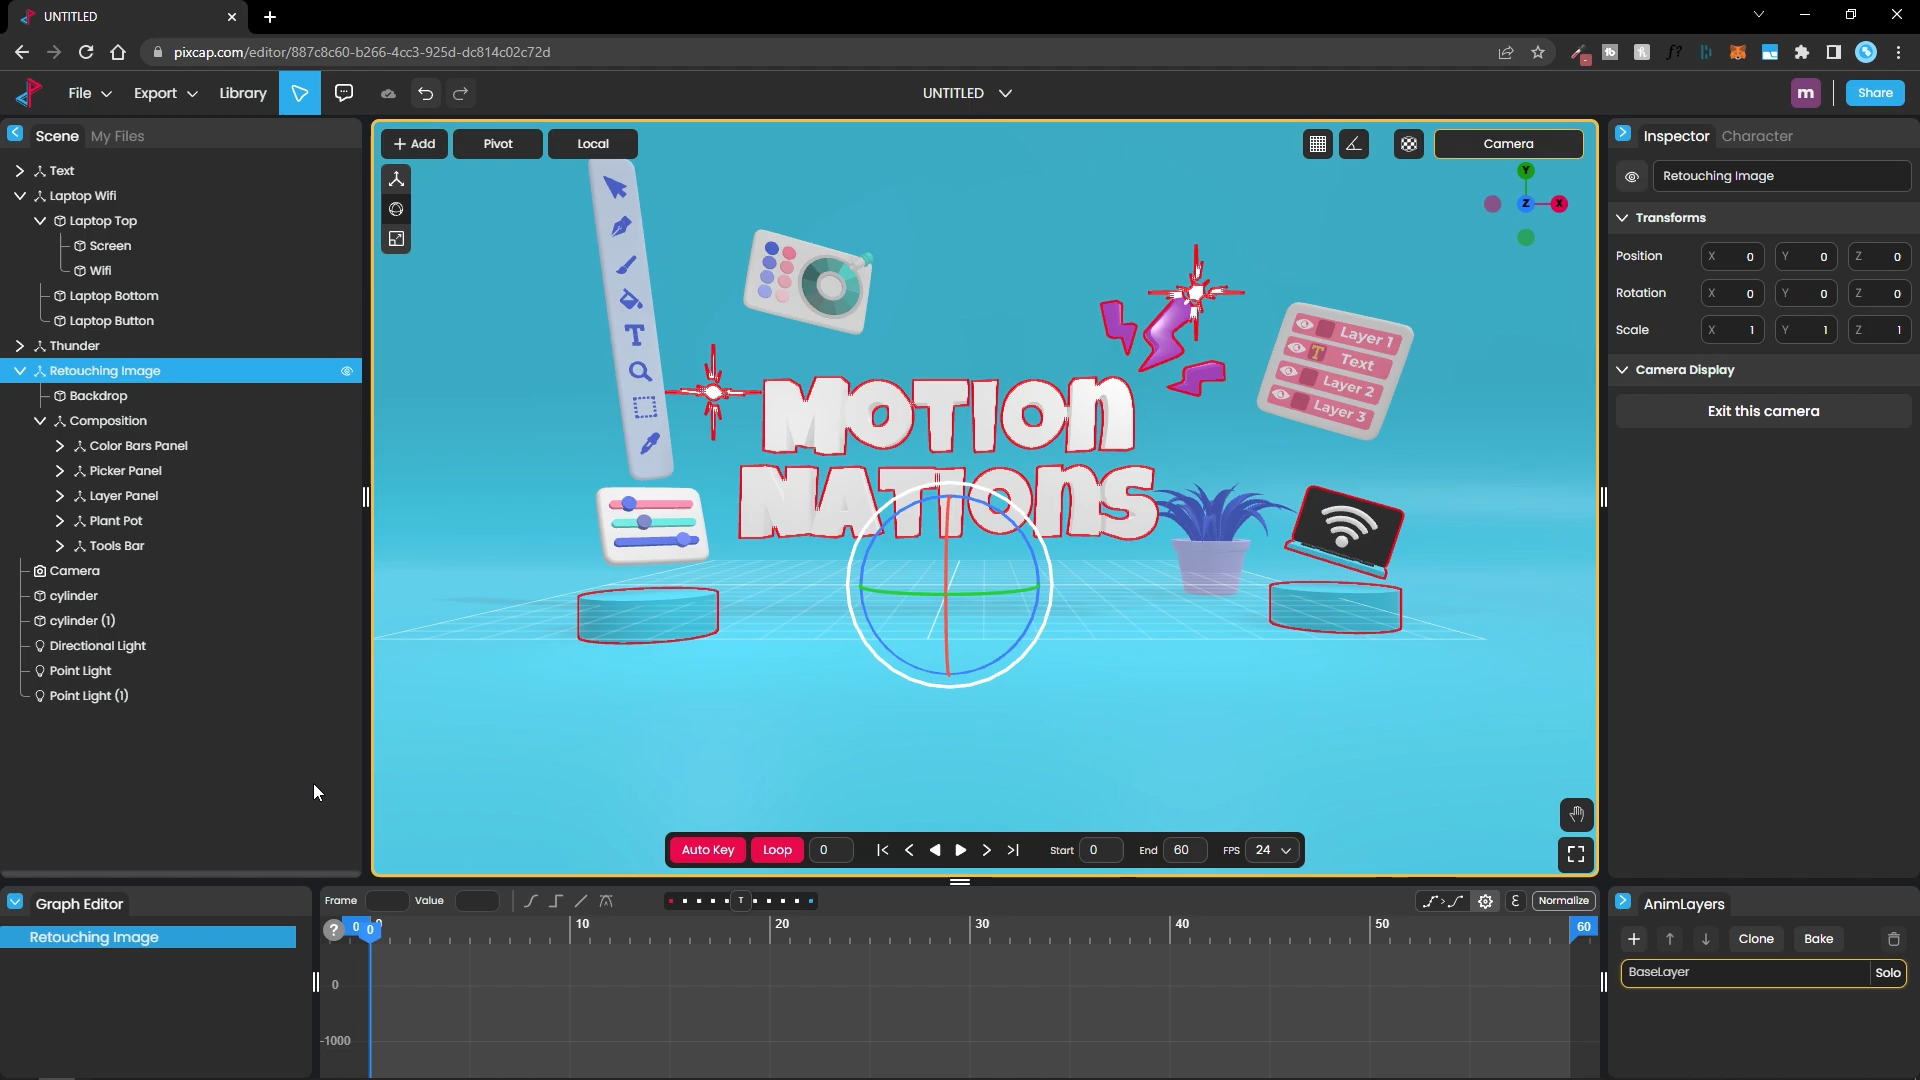 UNTITLED
pixcap.com/editor/887c8c60-b266-4cc3-925d-dc814c02c72d
File Export Library
UNTITLED
m Share
Scene My Files
Text
Laptop Wifi
Laptop Top
Screen
Wifi
Laptop Bottom
Laptop Button
Thunder
Retouching Image
Backdrop
Composition
Color Bars Panel
Picker Panel
Layer Panel
Plant Pot
Tools Bar
Camera
cylinder
cylinder (1)
Directional Light
Point Light
Point Light (1)
+ Add Pivot Local
Camera
Y
Z X
T
Layer 1
T Text
Layer 2
Layer 3
MOTION
NATIONS
Auto Key Loop 0 Start 0 End 60 FPS 24
Inspector Character
Retouching Image
Transforms
Position X 0 Y 0 Z 0
Rotation X 0 Y 0 Z 0
Scale X 1 Y 1 Z 1
Camera Display
Exit this camera
Graph Editor
Retouching Image
Frame Value T Normalize
? 0 0 0 10 20 30 40 50 60
0
-1000
AnimLayers
Clone Bake
BaseLayer Solo